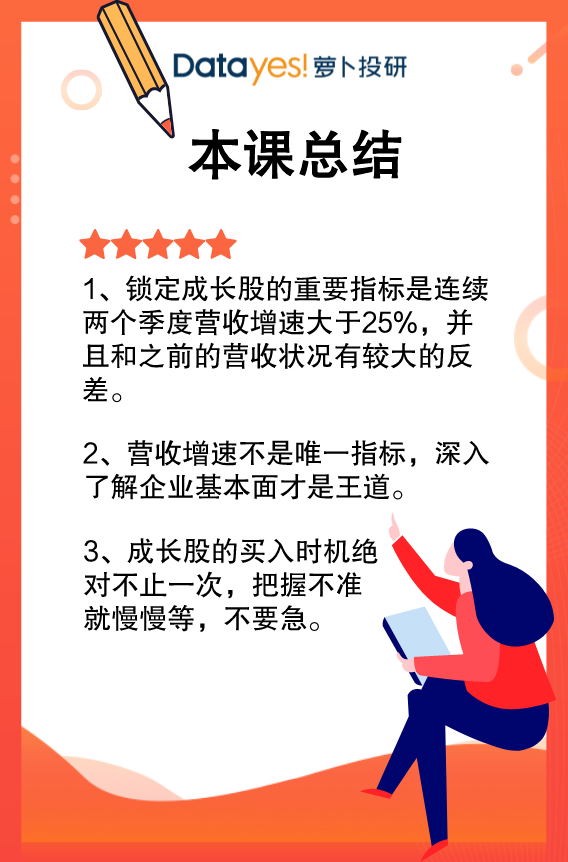 Datayes!萝卜投研
本课总结
1、锁定成长股的重要指标是连续
两个季度营收增速大于25%，并
且和之前的营收状况有较大的反
差。
2、营收增速不是唯一指标，深入
了解企业基本面才是王道。
3、成长股的买入时机绝
对不止一次，把握不准
就慢慢等，不要急。